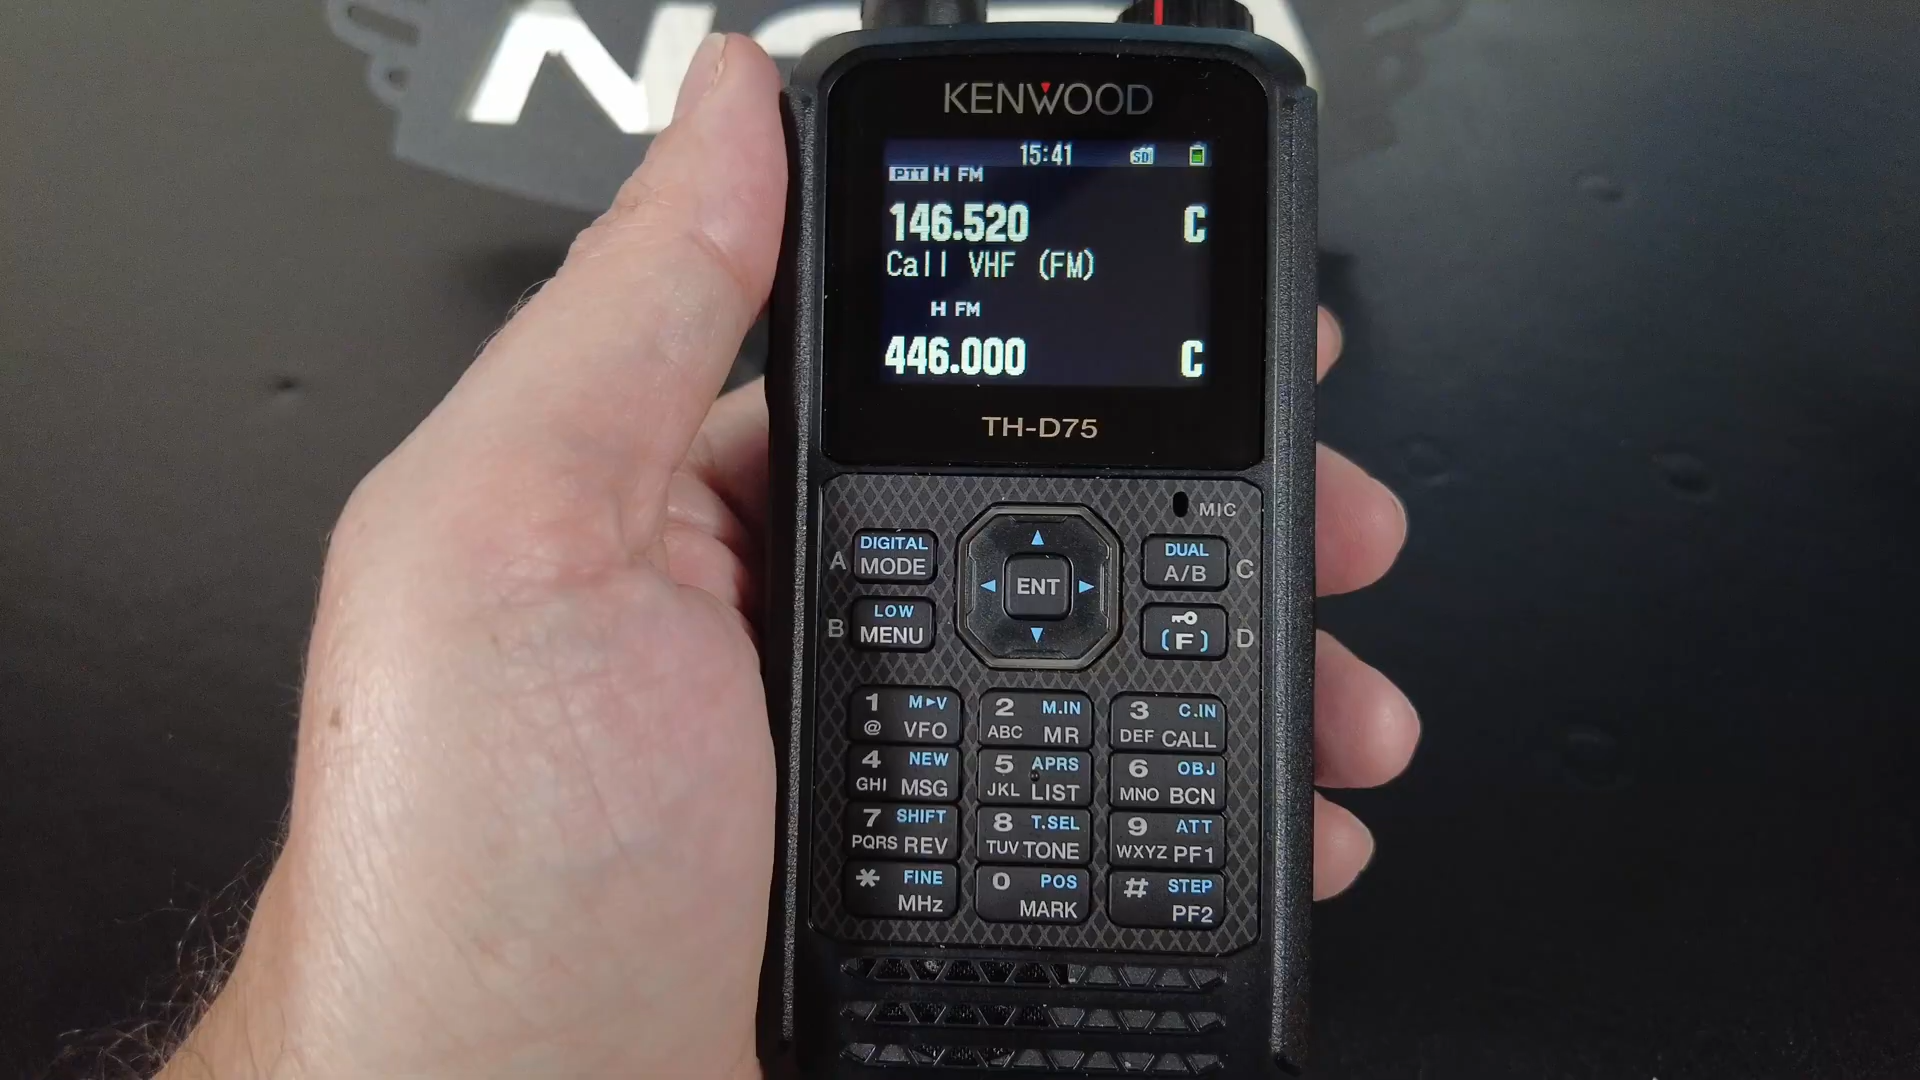 KENWOOD
15:41 SD
PTT H FM
146.520 C
Call VHF (FM)
H FM
446.000 C
TH-D75
MIC
A DIGITAL MODE
ENT
DUAL A/B C
B LOW MENU
(F) D
1 M►V @ VFO
2 M.IN ABC MR
3 C.IN DEF CALL
4 NEW GHI MSG
5 APRS JKL LIST
6 OBJ MNO BCN
7 SHIFT PQRS REV
8 T.SEL TUV TONE
9 ATT WXYZ PF1
* FINE MHz
0 POS MARK
# STEP PF2